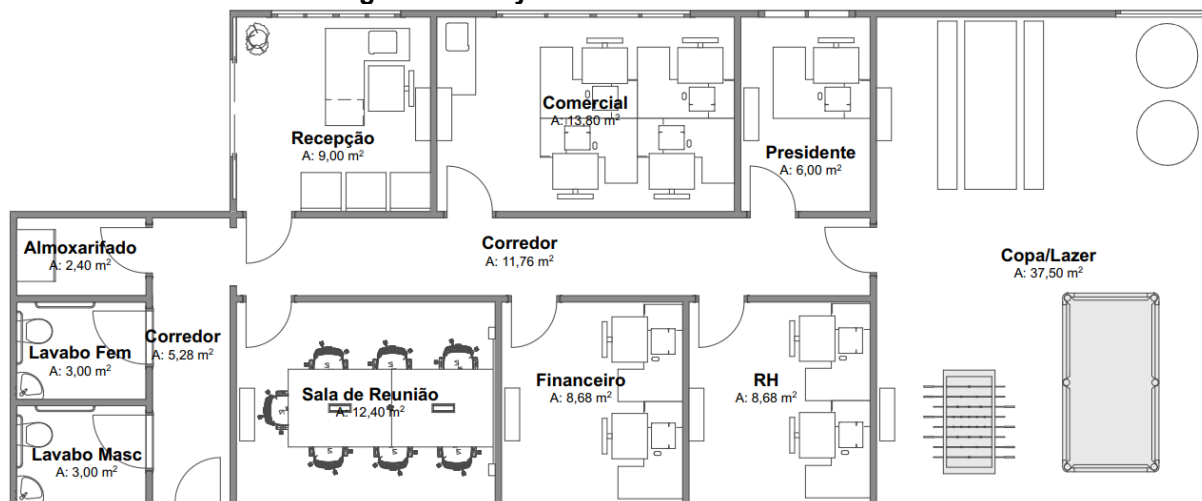 Recepção
A: 9,00 m²
Comercial
A: 13,80 m²
Presidente
A: 6,00 m²
Almoxarifado
A: 2,40 m²
Corredor
A: 11,76 m²
Copa/Lazer
A: 37,50 m²
Lavabo Fem
A: 3,00 m²
Corredor
A: 5,28 m²
Sala de Reunião
A: 12,40 m²
Financeiro
A: 8,68 m²
RH
A: 8,68 m²
Lavabo Masc
A: 3,00 m²